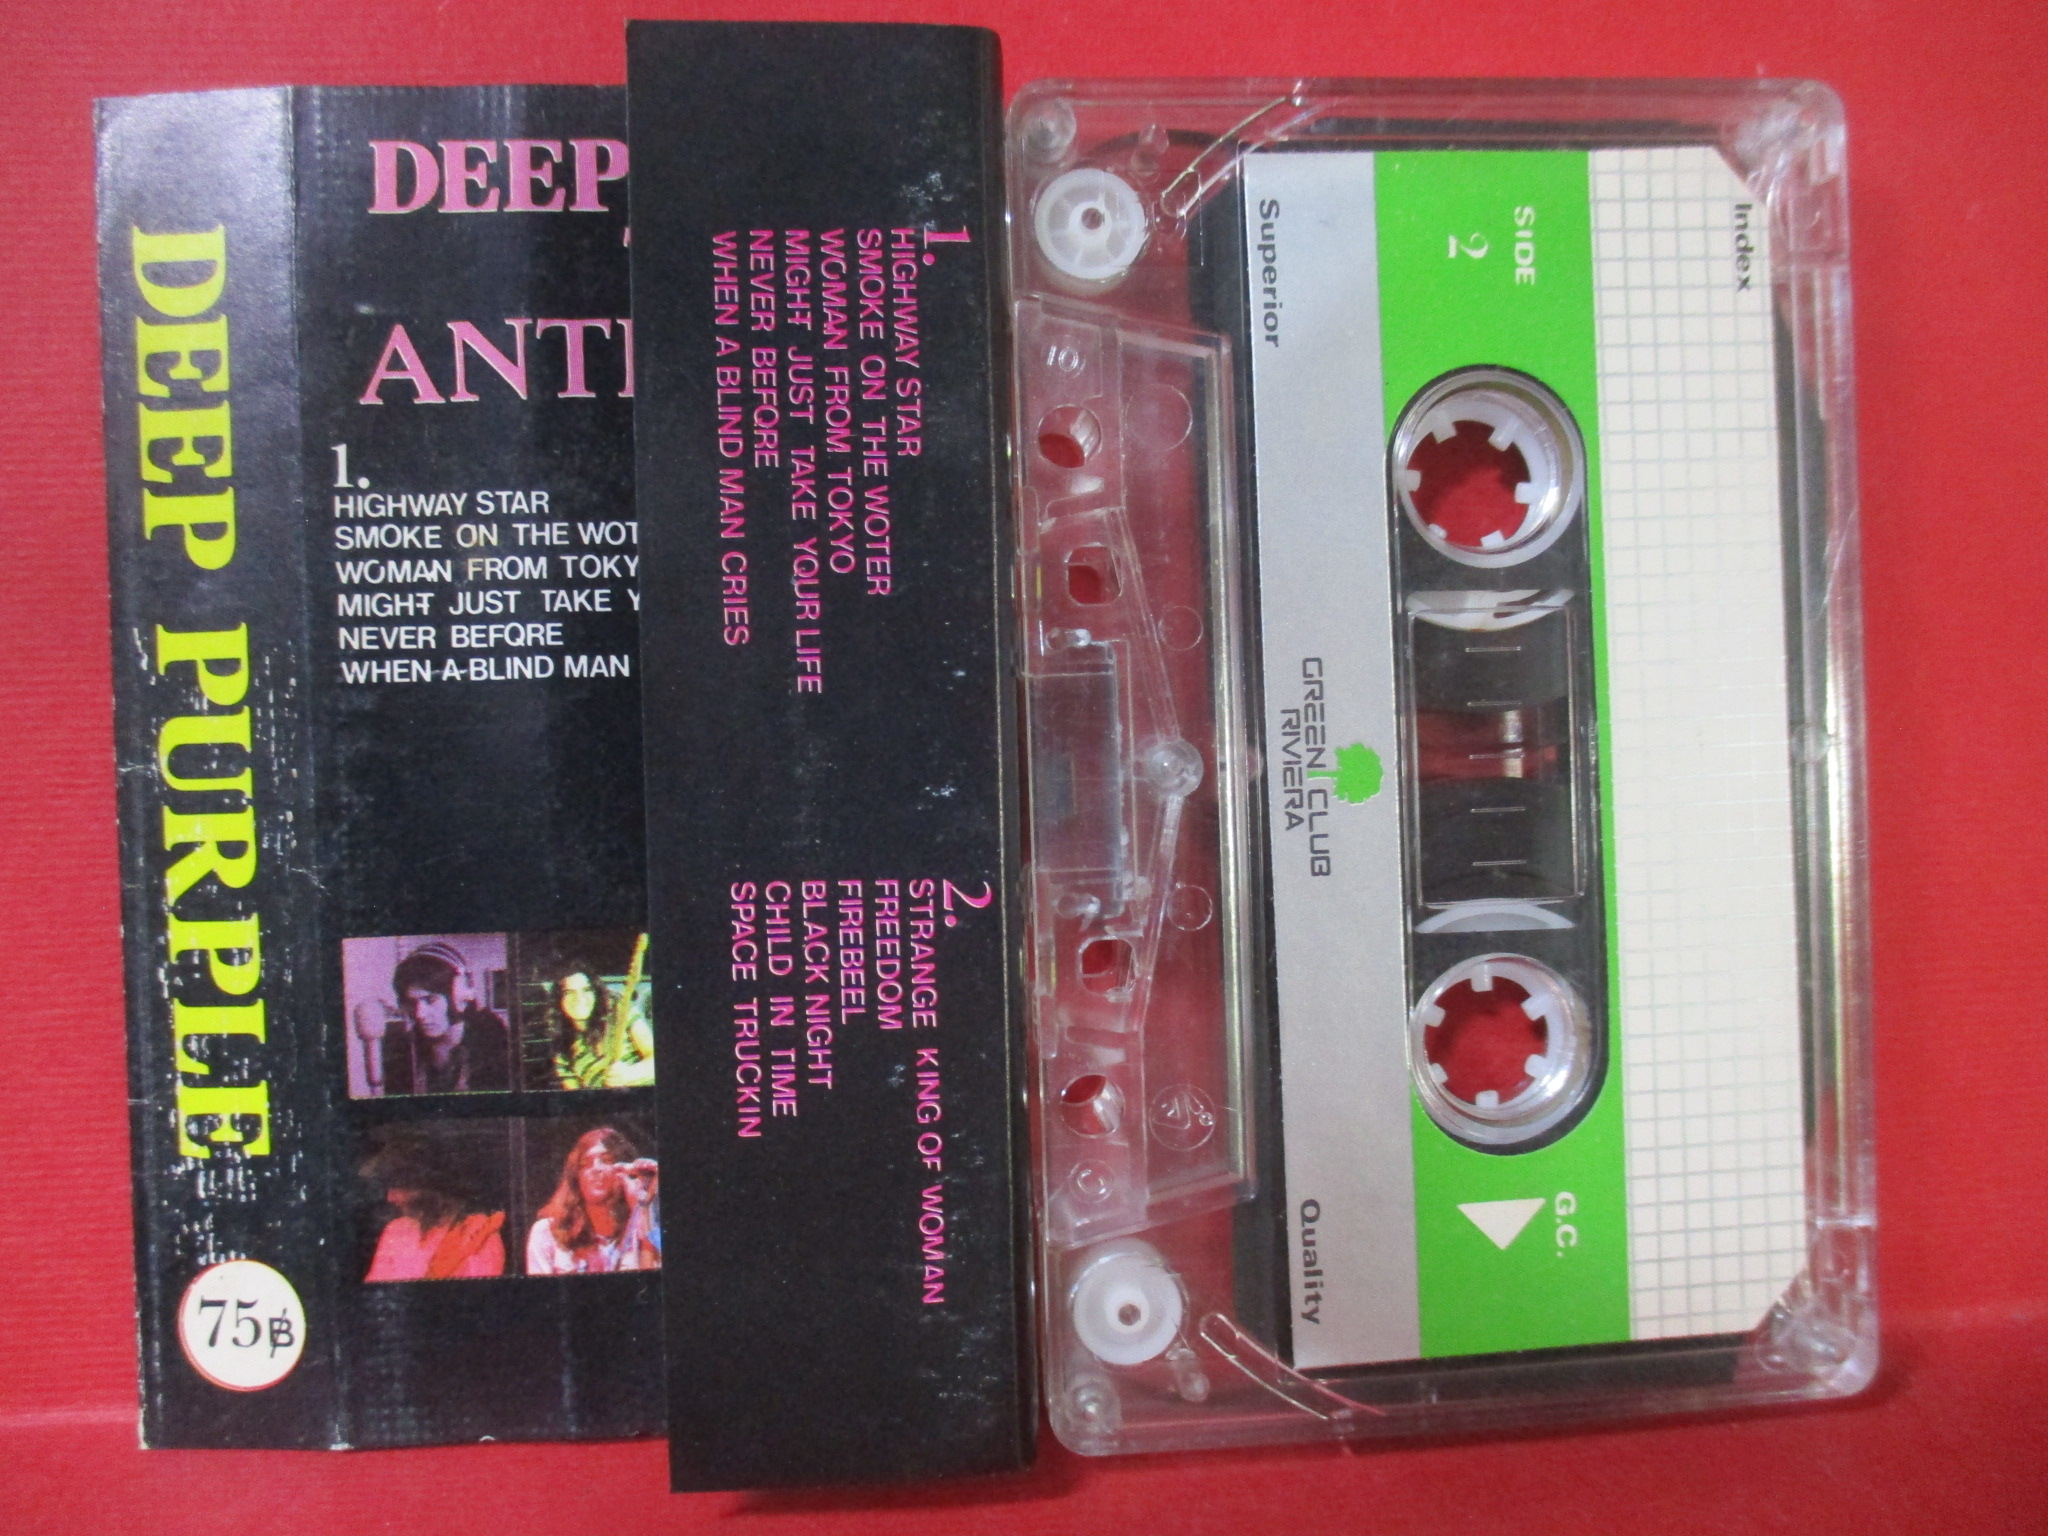 DEEP PURPLE
75฿
DEEP
ANTH
1.
HIGHWAY STAR
SMOKE ON THE WOT
WOMAN FROM TOKY
MIGHT JUST TAKE Y
NEVER BEFQRE
WHEN A BLIND MAN
1.
HIGHWAY STAR
SMOKE ON THE WOTER
WOMAN FROM TOKYO
MIGHT JUST TAKE YOUR LIFE
NEVER BEFQRE
WHEN A BLIND MAN CRIES
2.
STRANGE KING OF WOMAN
FREEDOM
FIREBEEL
BLACK NIGHT
CHILD IN TIME
SPACE TRUCKIN
Index
SIDE
2
G.C.
GREEN CLUB
RIVIERA
Superior
Quality